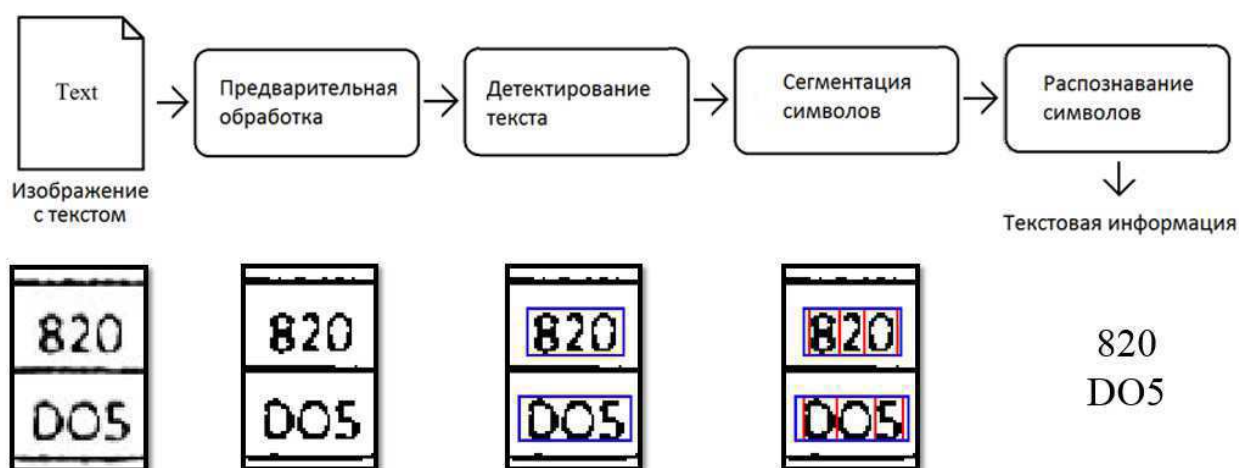 Text
Предварительная
обработка
Детектирование
текста
Сегментация
символов
Распознавание
символов
Изображение
с текстом
Текстовая информация
820
DO5
820
DO5
820
DO5
820
DO5
820
DO5